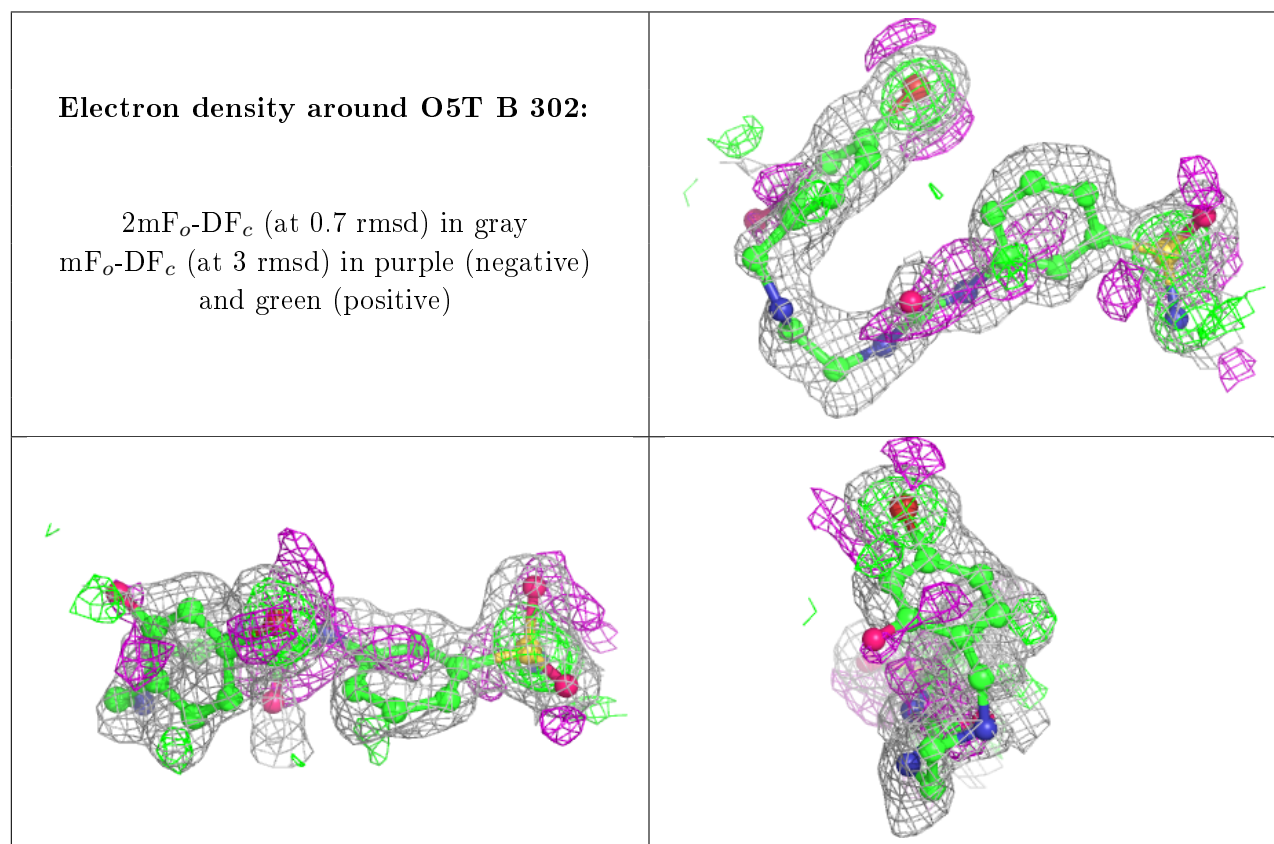 Electron density around O5T B 302:
2mFₒ-DF𝒸 (at 0.7 rmsd) in gray
mFₒ-DF𝒸 (at 3 rmsd) in purple (negative)
and green (positive)